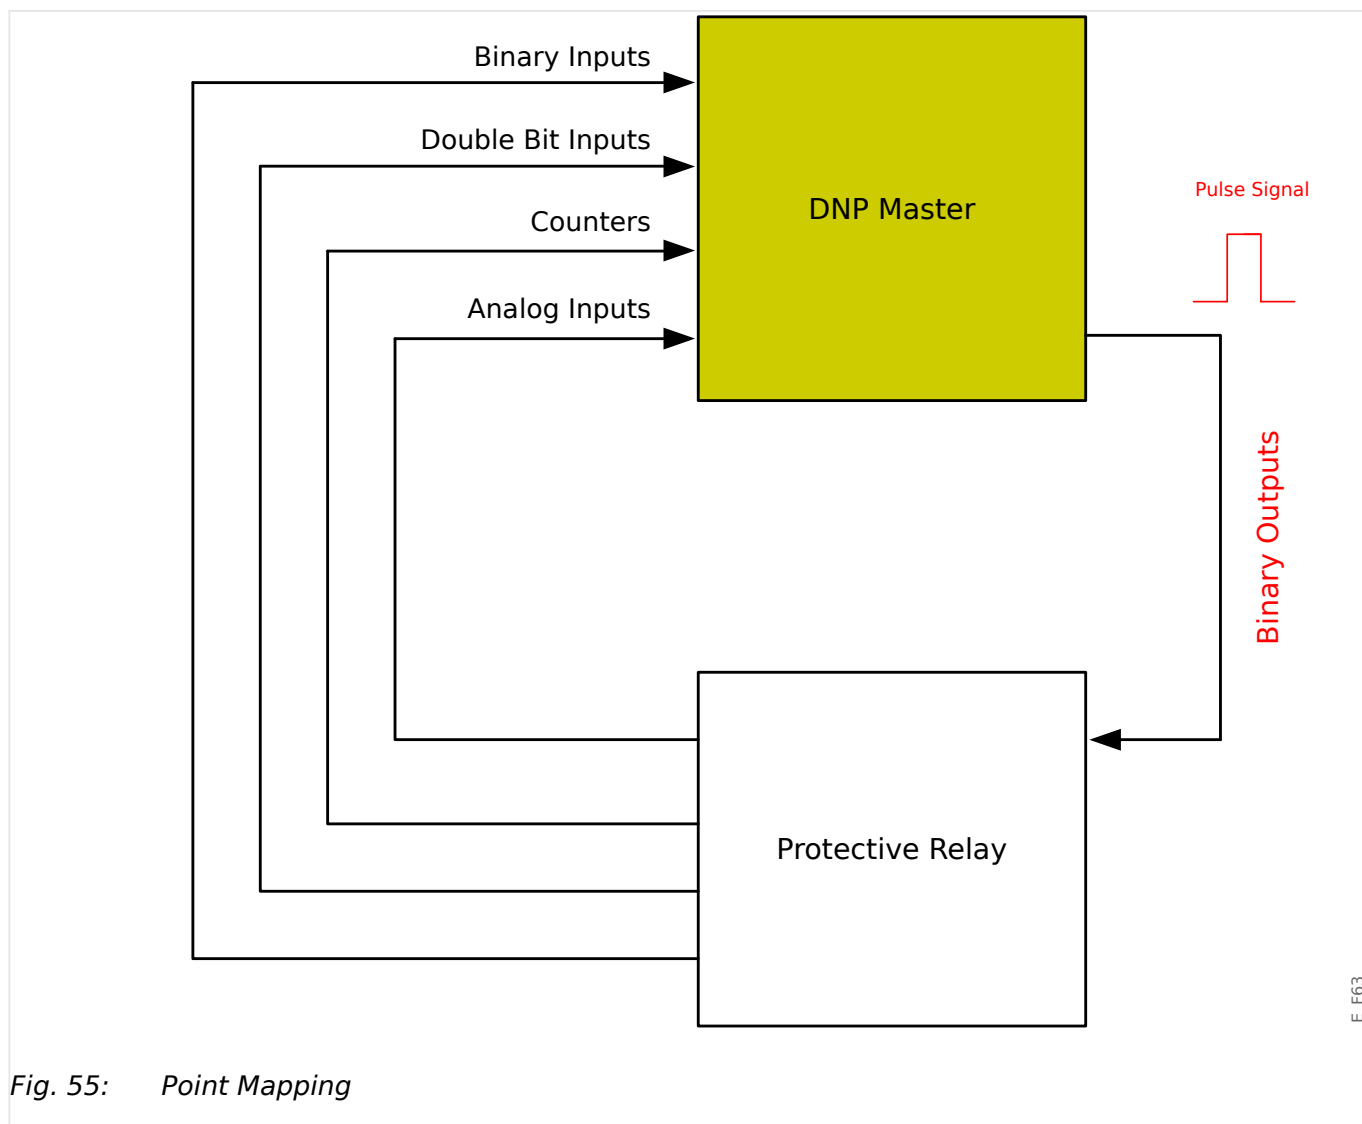 Binary Inputs
Double Bit Inputs
Counters
Analog Inputs
DNP Master
Pulse Signal
Binary Outputs
Protective Relay
E_E63
Fig. 55: Point Mapping